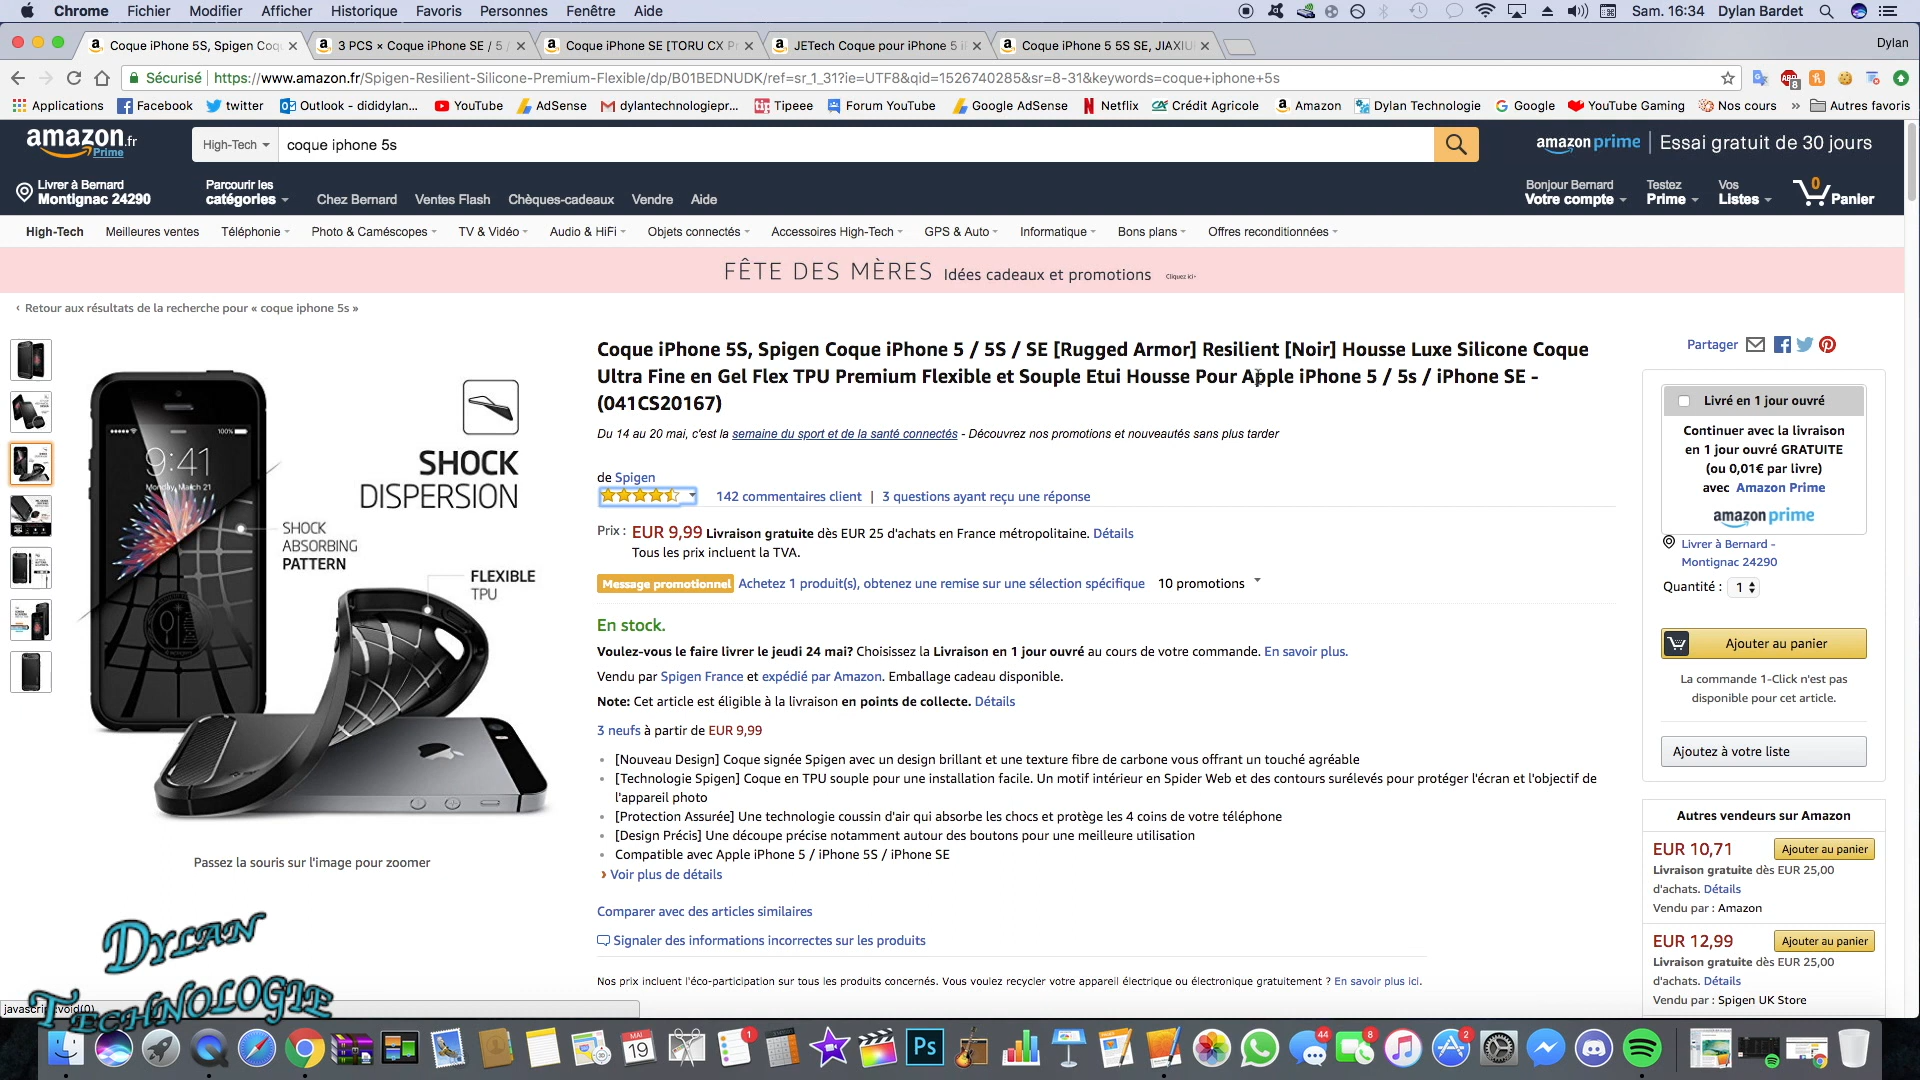 Chrome Fichier Modifier Afficher Historique Favoris Personnes Fenêtre Aide
Sam. 16:34 Dylan Bardet
Coque iPhone 5S, Spigen Coq
3 PCS × Coque iPhone SE / 5 /
Coque iPhone SE [TORU CX P
JETech Coque pour iPhone 5
Coque iPhone 5 5S SE, JIAXIU
Dylan
Sécurisé https://www.amazon.fr/Spigen-Resilient-Silicone-Premium-Flexible/dp/B01BEDNUDK/ref=sr_1_31?ie=UTF8&qid=1526740285&sr=8-31&keywords=coque+iphone+5s
Applications Facebook twitter Outlook - dididylan... YouTube AdSense dylantechnologiepr... Tipeee Forum YouTube Google AdSense Netflix Crédit Agricole Amazon Dylan Technologie Google YouTube Gaming Nos cours » Autres favoris
amazon.fr
Prime
High-Tech
coque iphone 5s
amazon prime Essai gratuit de 30 jours
Livrer à Bernard
Montignac 24290
Parcourir les
catégories
Chez Bernard Ventes Flash Chèques-cadeaux Vendre Aide
Bonjour Bernard
Votre compte
Testez
Prime
Vos
Listes
0
Panier
High-Tech Meilleures ventes Téléphonie Photo & Caméscopes TV & Vidéo Audio & HiFi Objets connectés Accessoires High-Tech GPS & Auto Informatique Bons plans Offres reconditionnées
FÊTE DES MÈRES Idées cadeaux et promotions Cliquez ici›
‹ Retour aux résultats de la recherche pour « coque iphone 5s »
9:41
Monday, March 21
100%
SHOCK
DISPERSION
SHOCK
ABSORBING
PATTERN
FLEXIBLE
TPU
Passez la souris sur l'image pour zoomer
Coque iPhone 5S, Spigen Coque iPhone 5 / 5S / SE [Rugged Armor] Resilient [Noir] Housse Luxe Silicone Coque
Ultra Fine en Gel Flex TPU Premium Flexible et Souple Etui Housse Pour Apple iPhone 5 / 5s / iPhone SE -
(041CS20167)
Du 14 au 20 mai, c'est la semaine du sport et de la santé connectés - Découvrez nos promotions et nouveautés sans plus tarder
de Spigen
142 commentaires client | 3 questions ayant reçu une réponse
Prix : EUR 9,99 Livraison gratuite dès EUR 25 d'achats en France métropolitaine. Détails
Tous les prix incluent la TVA.
Message promotionnel Achetez 1 produit(s), obtenez une remise sur une sélection spécifique 10 promotions
En stock.
Voulez-vous le faire livrer le jeudi 24 mai? Choisissez la Livraison en 1 jour ouvré au cours de votre commande. En savoir plus.
Vendu par Spigen France et expédié par Amazon. Emballage cadeau disponible.
Note: Cet article est éligible à la livraison en points de collecte. Détails
3 neufs à partir de EUR 9,99
[Nouveau Design] Coque signée Spigen avec un design brillant et une texture fibre de carbone vous offrant un touché agréable
[Technologie Spigen] Coque en TPU souple pour une installation facile. Un motif intérieur en Spider Web et des contours surélevés pour protéger l'écran et l'objectif de
l'appareil photo
[Protection Assurée] Une technologie coussin d'air qui absorbe les chocs et protège les 4 coins de votre téléphone
[Design Précis] Une découpe précise notamment autour des boutons pour une meilleure utilisation
Compatible avec Apple iPhone 5 / iPhone 5S / iPhone SE
› Voir plus de détails
Comparer avec des articles similaires
Signaler des informations incorrectes sur les produits
Nos prix incluent l'éco-participation sur tous les produits concernés. Vous voulez recycler votre appareil électrique ou électronique gratuitement ? En savoir plus ici.
Partager
Livré en 1 jour ouvré
Continuer avec la livraison
en 1 jour ouvré GRATUITE
(ou 0,01€ par livre)
avec Amazon Prime
amazon prime
Livrer à Bernard -
Montignac 24290
Quantité : 1
Ajouter au panier
La commande 1-Click n'est pas
disponible pour cet article.
Ajoutez à votre liste
Autres vendeurs sur Amazon
EUR 10,71 Ajouter au panier
Livraison gratuite dès EUR 25,00
d'achats. Détails
Vendu par : Amazon
EUR 12,99 Ajouter au panier
Livraison gratuite dès EUR 25,00
d'achats. Détails
Vendu par : Spigen UK Store
DYLAN
TECHNOLOGIE
MAI
19
1
Ps
44
8
2